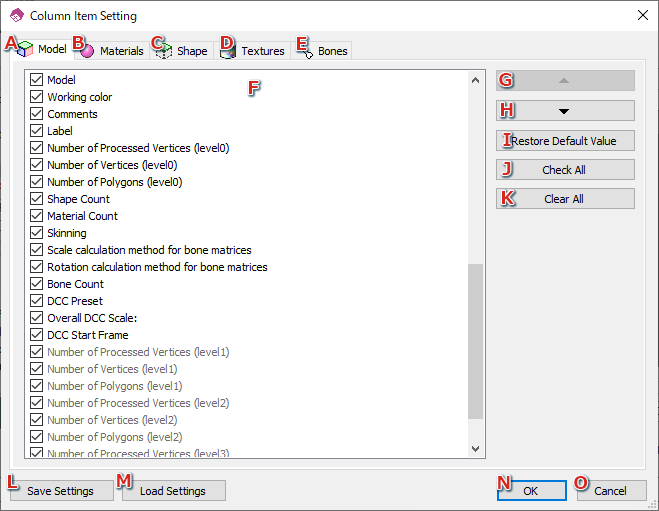 Column Item Setting
A Model B Materials C Shape D Textures E Bones
F
Model
Working color
Comments
Label
Number of Processed Vertices (level0)
Number of Vertices (level0)
Number of Polygons (level0)
Shape Count
Material Count
Skinning
Scale calculation method for bone matrices
Rotation calculation method for bone matrices
Bone Count
DCC Preset
Overall DCC Scale:
DCC Start Frame
Number of Processed Vertices (level1)
Number of Vertices (level1)
Number of Polygons (level1)
Number of Processed Vertices (level2)
Number of Vertices (level2)
Number of Polygons (level2)
Number of Processed Vertices (level3)
G
H
I Restore Default Value
J Check All
K Clear All
L Save Settings M Load Settings N OK O Cancel